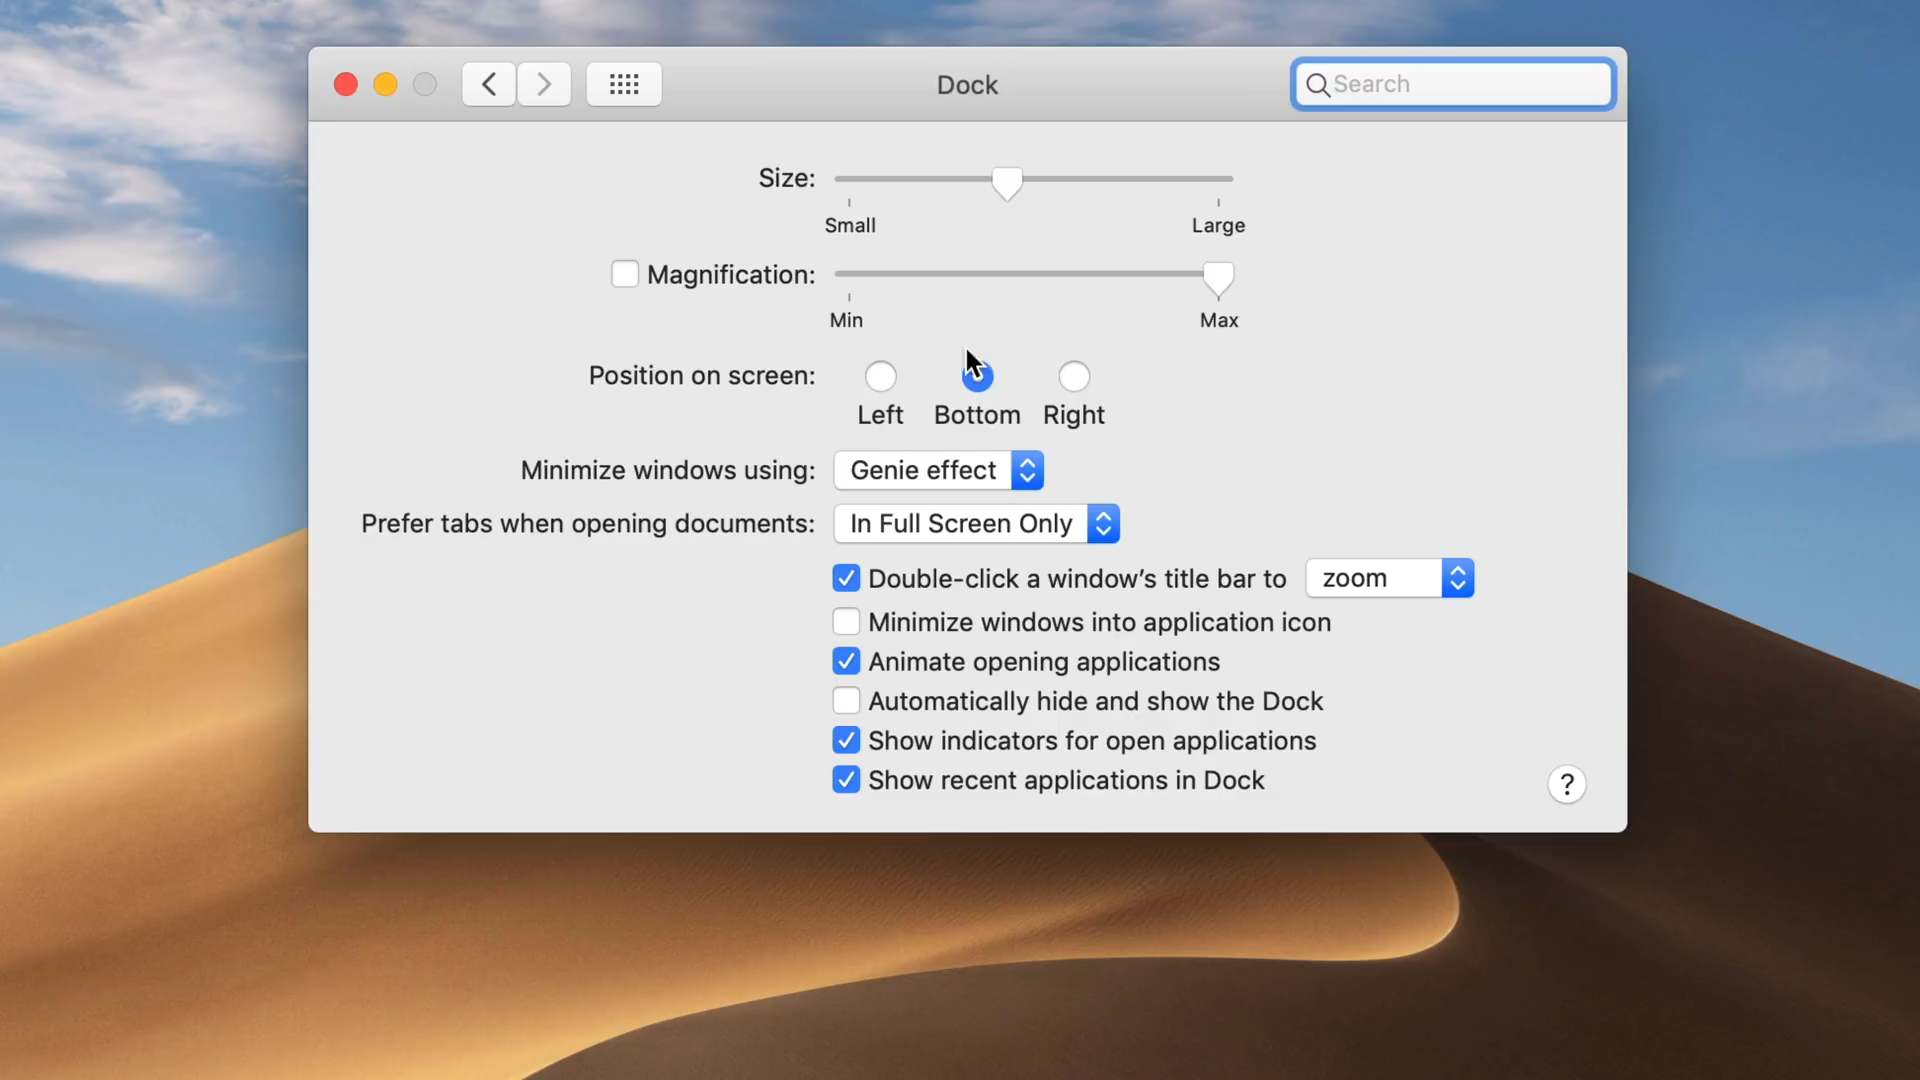 Dock
Search
Size:
Small Large
Magnification:
Min Max
Position on screen:
Left Bottom Right
Minimize windows using: Genie effect
Prefer tabs when opening documents: In Full Screen Only
Double-click a window’s title bar to zoom
Minimize windows into application icon
Animate opening applications
Automatically hide and show the Dock
Show indicators for open applications
Show recent applications in Dock
?